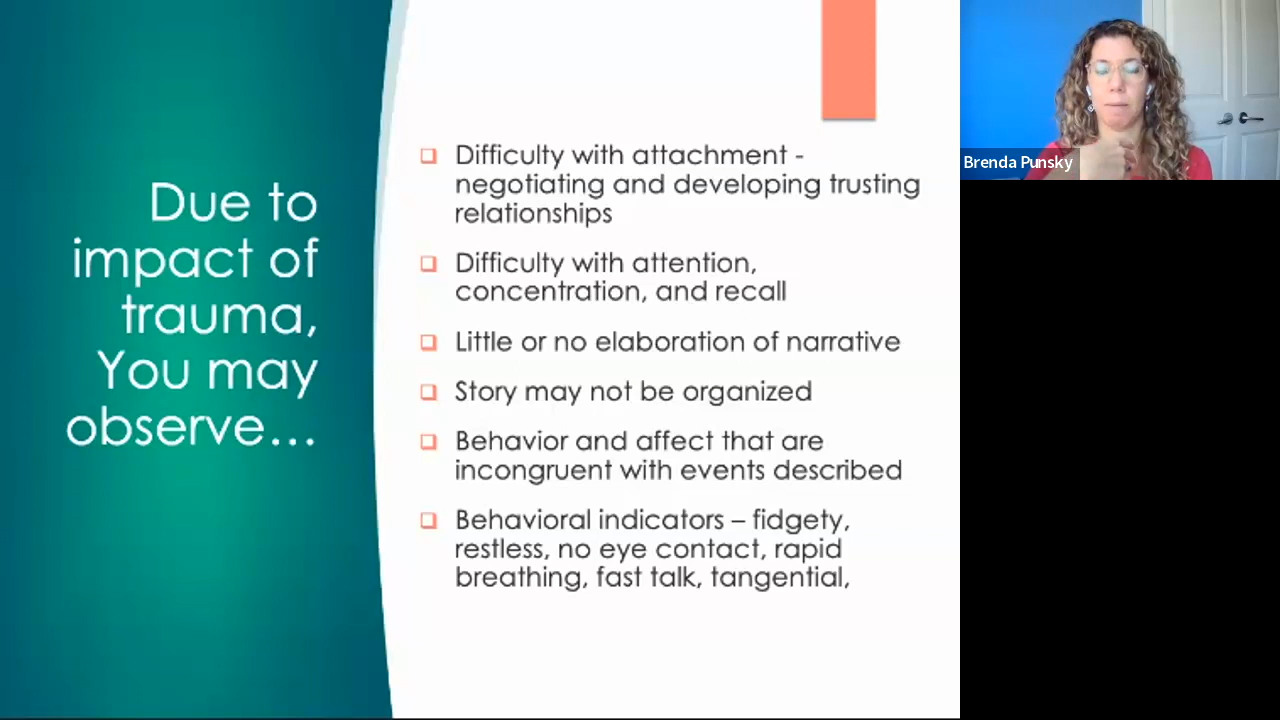 Due to
impact of
trauma,
You may
observe...
Difficulty with attachment -
negotiating and developing trusting
relationships
Difficulty with attention,
concentration, and recall
Little or no elaboration of narrative
Story may not be organized
Behavior and affect that are
incongruent with events described
Behavioral indicators – fidgety,
restless, no eye contact, rapid
breathing, fast talk, tangential,
Brenda Punsky